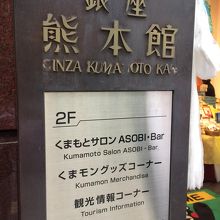 銀座
熊本館
GINZA KUMAMOTO KAN
2F
くまもとサロン ASOBI・Bar
Kumamoto Salon ASOBI・Bar
くまモングッズコーナー
Kumamon Merchandise
観光情報コーナー
Tourism Information